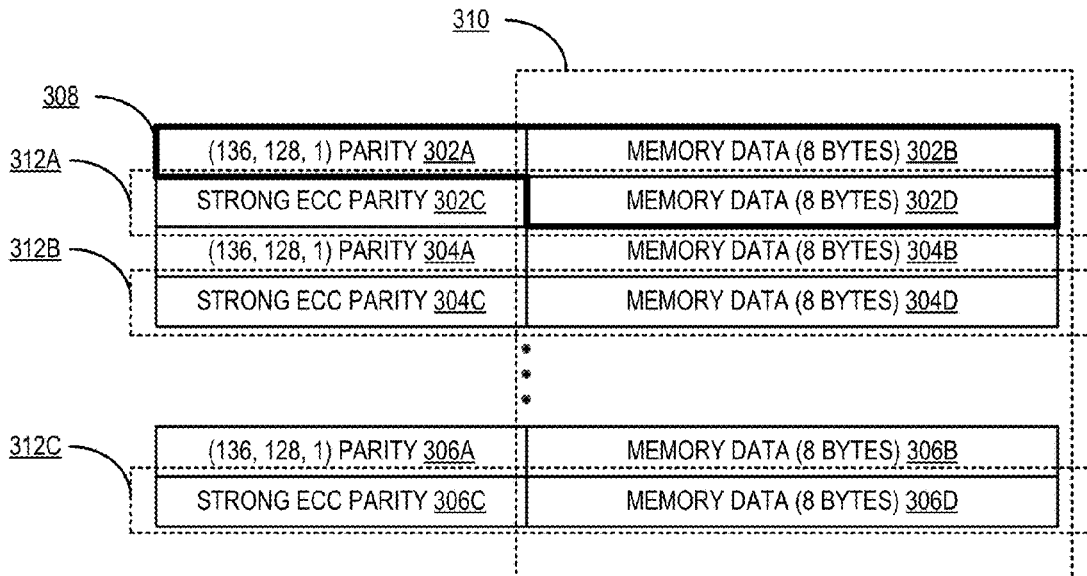 310
308
(136, 128, 1) PARITY 302A MEMORY DATA (8 BYTES) 302B
312A
STRONG ECC PARITY 302C MEMORY DATA (8 BYTES) 302D
312B
(136, 128, 1) PARITY 304A MEMORY DATA (8 BYTES) 304B
STRONG ECC PARITY 304C MEMORY DATA (8 BYTES) 304D
312C
(136, 128, 1) PARITY 306A MEMORY DATA (8 BYTES) 306B
STRONG ECC PARITY 306C MEMORY DATA (8 BYTES) 306D